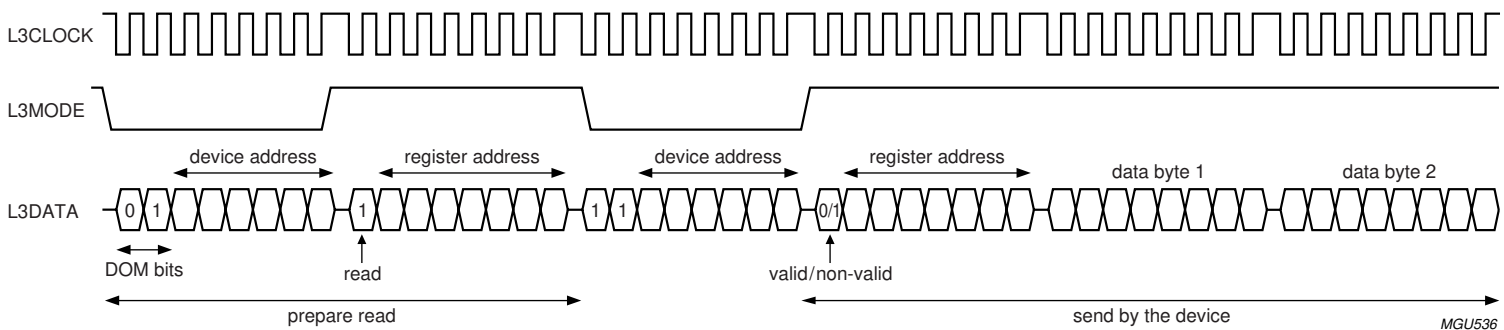 L3CLOCK
L3MODE
device address register address device address register address data byte 1 data byte 2
L3DATA 0 1 1 1 1 0/1
DOM bits read valid/non-valid
prepare read send by the device
MGU536